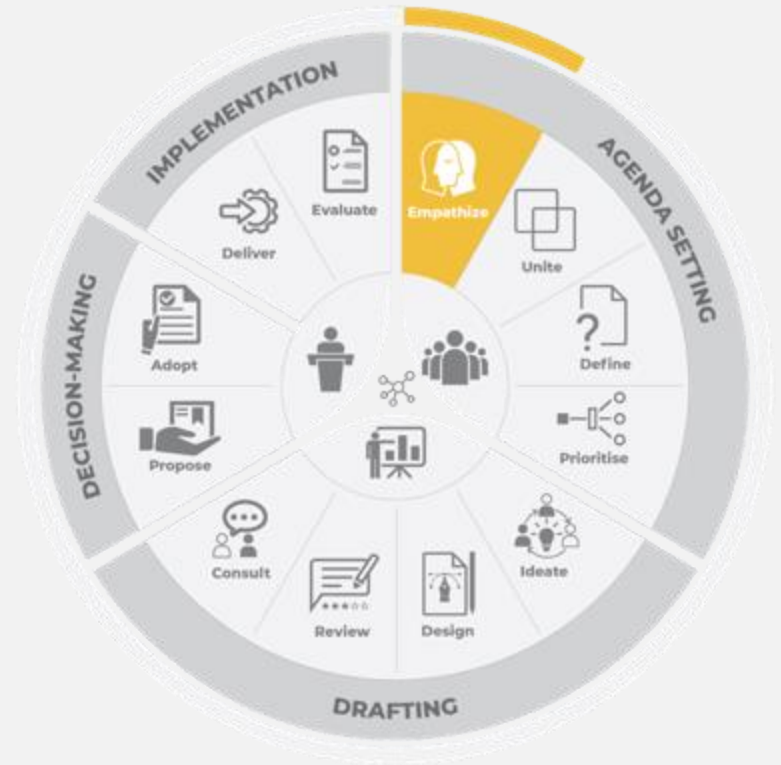 IMPLEMENTATION
AGENDA SETTING
DECISION-MAKING
DRAFTING
Empathize
Unite
Define
Prioritise
Ideate
Design
Review
Consult
Propose
Adopt
Deliver
Evaluate
?